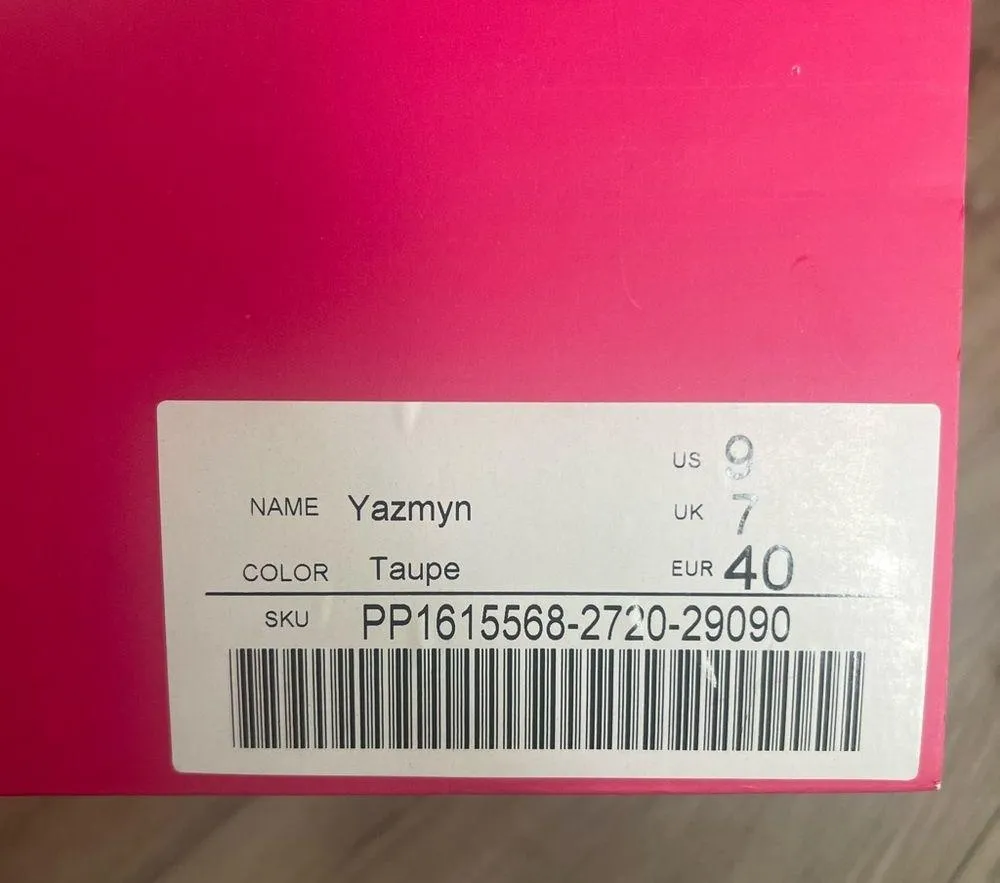 US 9
NAME Yazmyn
UK 7
COLOR Taupe
EUR 40
SKU PP1615568-2720-29090